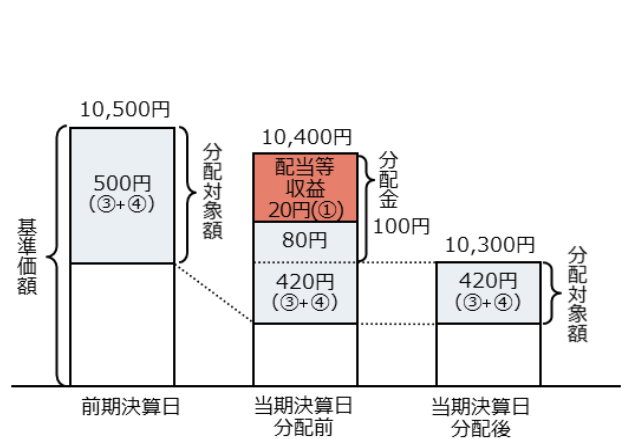 10,500円
500円
(③+④)
分配対象額
基準価額
10,400円
配当等
収益
20円(①)
80円
420円
(③+④)
分配金
100円
10,300円
420円
(③+④)
分配対象額
前期決算日
当期決算日
分配前
当期決算日
分配後